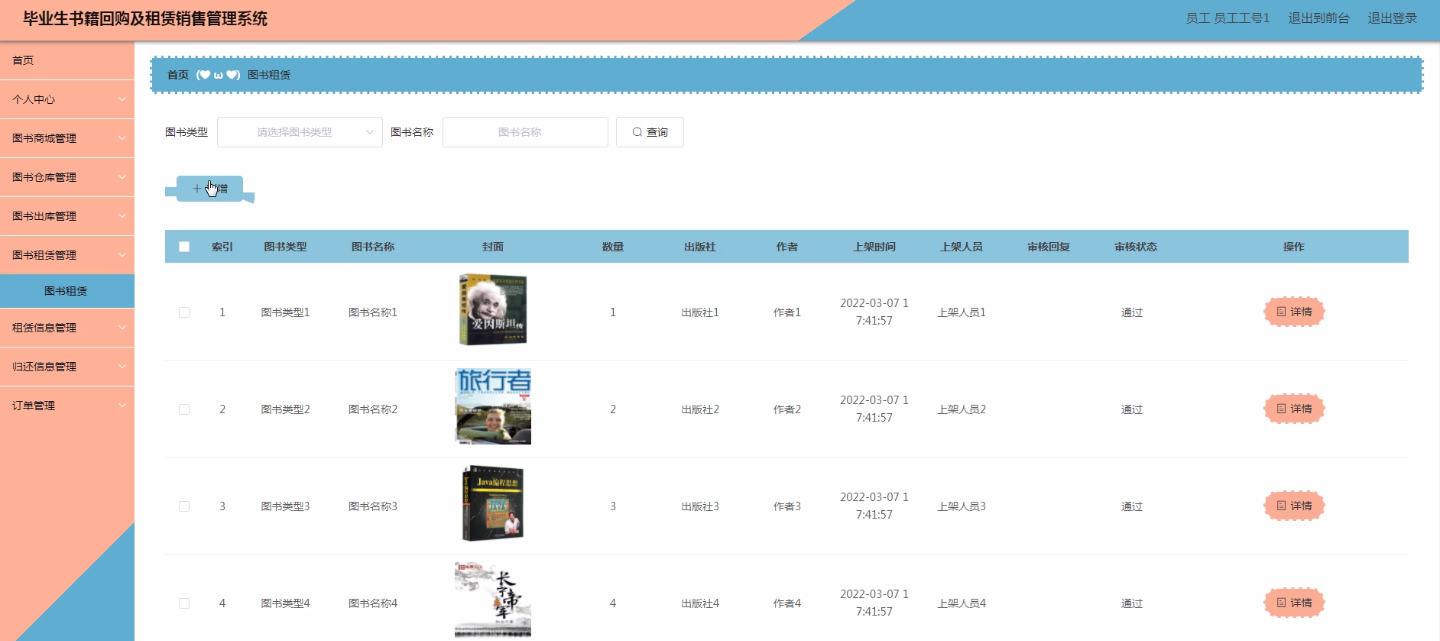 毕业生书籍回购及租赁销售管理系统
员工 员工工号1 退出到前台 退出登录
首页
个人中心
图书商城管理
图书仓库管理
图书出库管理
图书租赁管理
图书租赁
租赁信息管理
归还信息管理
订单管理
首页 (♥ω♥) 图书租赁
图书类型 请选择图书类型 图书名称 图书名称 查询
增
索引 图书类型 图书名称 封面 数量 出版社 作者 上架时间 上架人员 审核回复 审核状态 操作
1 图书类型1 图书名称1 1 出版社1 作者1 2022-03-07 1
7:41:57 上架人员1 通过 详情
爱因斯坦传
2 图书类型2 图书名称2 2 出版社2 作者2 2022-03-07 1
7:41:57 上架人员2 通过 详情
旅行者
3 图书类型3 图书名称3 3 出版社3 作者3 2022-03-07 1
7:41:57 上架人员3 通过 详情
Java编程思想
4 图书类型4 图书名称4 4 出版社4 作者4 2022-03-07 1
7:41:57 上架人员4 通过 详情